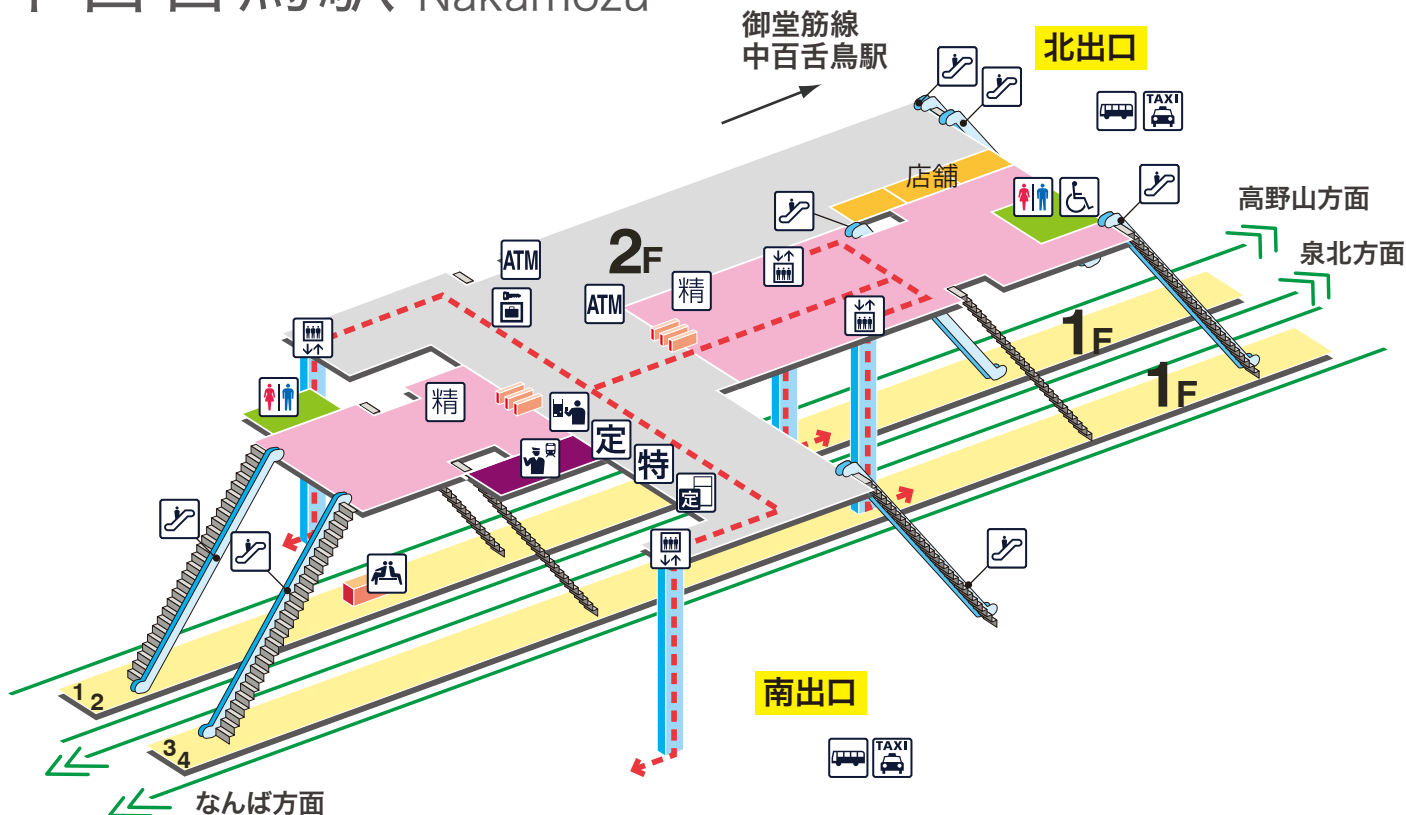 Nakamozu
御堂筋線
中百舌鳥駅
北出口
TAXI
店舗
高野山方面
泉北方面
2F
ATM
ATM
精
1F
1F
精
定
特
定
南出口
TAXI
1
2
3
4
なんば方面